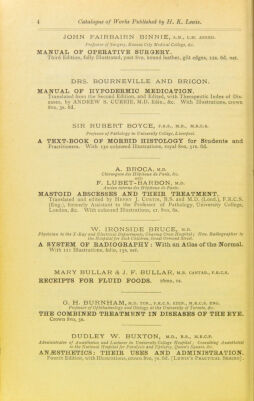 4 Catalogue of Works Published by H. K. Lewis.
JOHN FAIRBAIRN BINNIE, A.M., C.M. ABERD.
Professor of Surgery, Kansas City Medical College, &c.
MANUAL OF OPERATIVE SURGERY.
Third Edition, fully Illustrated, post 8vo, bound leather, gilt edges, 12s. 6d. net.
DRS. BOURNEVILLE AND BRICON.
MANUAL OF HYPODERMIC MEDICATION.
Translated from the Second Edition, and Edited, with Therapeutic Index of Dis-
eases, by ANDREW S. CURRIE, M.D. Edin., &c. With Illustrations, crown
8vo, 3s. 6d.
SIR RUBERT BOYCE, F.R.S., M.B., M.R.C.S.
Professor of Pathology in University College, Liverpool.
A TEXT-BOOK OF MORBID HISTOLOGY for Students and
Practitioners. With 130 coloured Illustrations, royal 8vo, 31s. 6d.
A. BROCA, M.D.
Chirurgien des Hôpitaux de Paris, &c.
AND
F. LUBET-BARBON, M.D.
Ancien interne des Hôpitaux de Paris.
MASTOID ABSCESSES AND THEIR TREATMENT.
Translated and edited by HENRY J. CURTIS, B.S. and M.D. (Lond.), F.R.C.S.
(Eng.), formerly Assistant to the Professor of Pathology, University College,
London, &c. With coloured Illustrations, cr. 8vo, 6s.
W. IRONSIDE BRUCE, M.D.
Physician to the X-Ray and Electrical Departments, Charing Cross Hospital; Hon. Radiographer to
the Hospital for Sick Children, Great Ormond Street.
A SYSTEM OF RADIOGRAPHY: With an Atlas of the Normal.
With 121 Illustrations, folio, 15s. net.
MARY BULLAR & J. F. BULLAR, M.B. CANTAB., F.R.C.S.
RECEIPTS FOR FLUID FOODS. 16mo, 1s.
G. H. BURNHAM, M.D. TOR., F.R.C.S. EDIN., M.R.C.S. ENG.
Professor of Ophthalmology and Otology at the University of Toronto, &c.
THE COMBINED TREATMENT IN DISEASES OF THE EYE.
Crown 8vo, 3s.
DUDLEY W. BUXTON, M.D., B.S., M.R.C.P.
Administrator of Anæsthetics and Lecturer in University College Hospital; Consulting Anæsthetist
to the National Hospital for Paralysis and Epilepsy, Queen's Square, &c.
ANÆSTHETICS: THEIR USES AND ADMINISTRATION.
Fourth Edition, with Illustrations, crown 8vo, 7s. 6d. [LEWIS'S PRACTICAL SERIES].